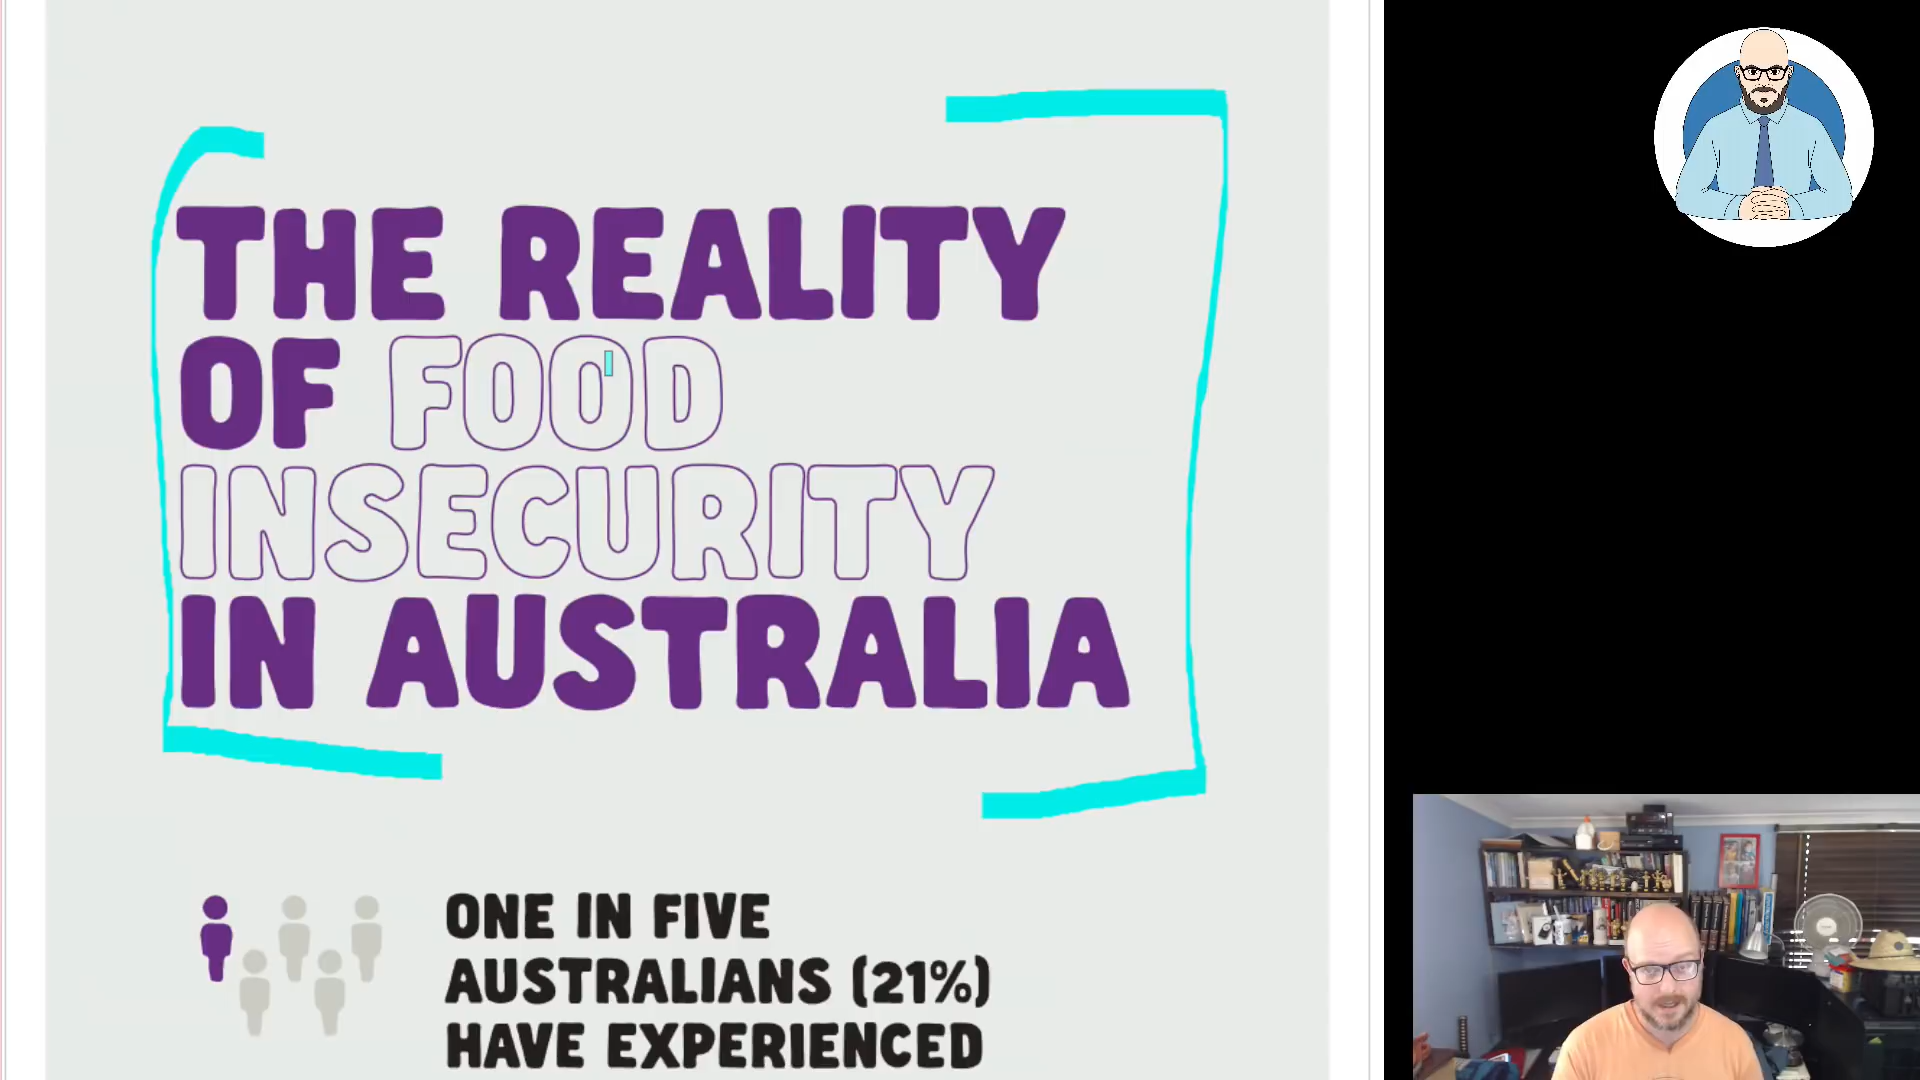 THE REALITY
OF FOOD
INSECURITY
IN AUSTRALIA
ONE IN FIVE
AUSTRALIANS (21%)
HAVE EXPERIENCED